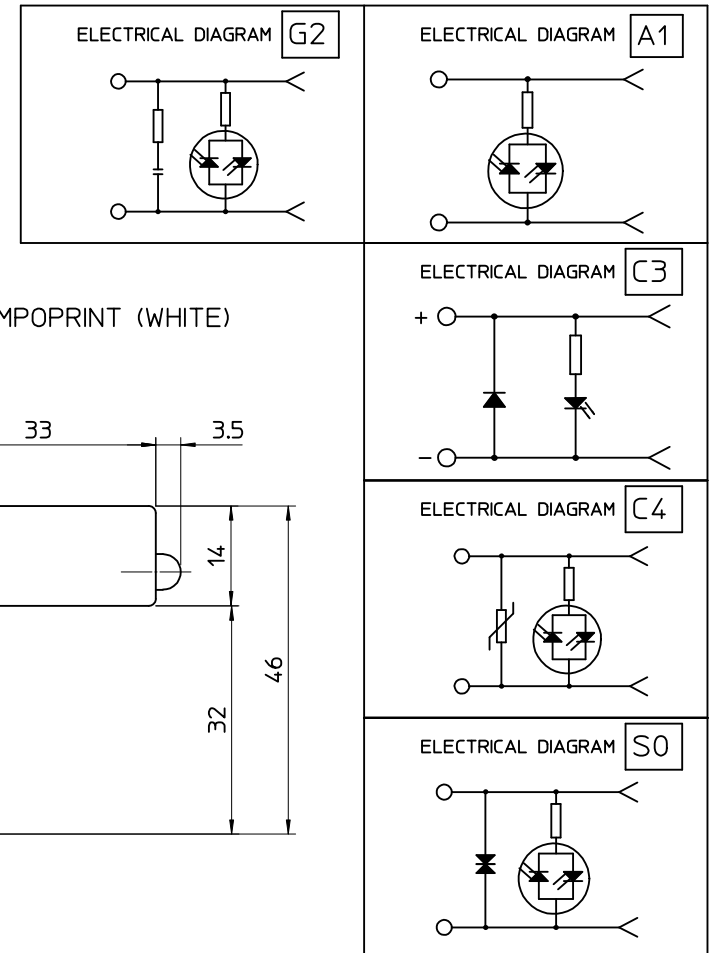 ELECTRICAL DIAGRAM G2
ELECTRICAL DIAGRAM A1
ELECTRICAL DIAGRAM C3
+
−
MPOPRINT (WHITE)
33
3.5
14
46
32
ELECTRICAL DIAGRAM C4
ELECTRICAL DIAGRAM S0